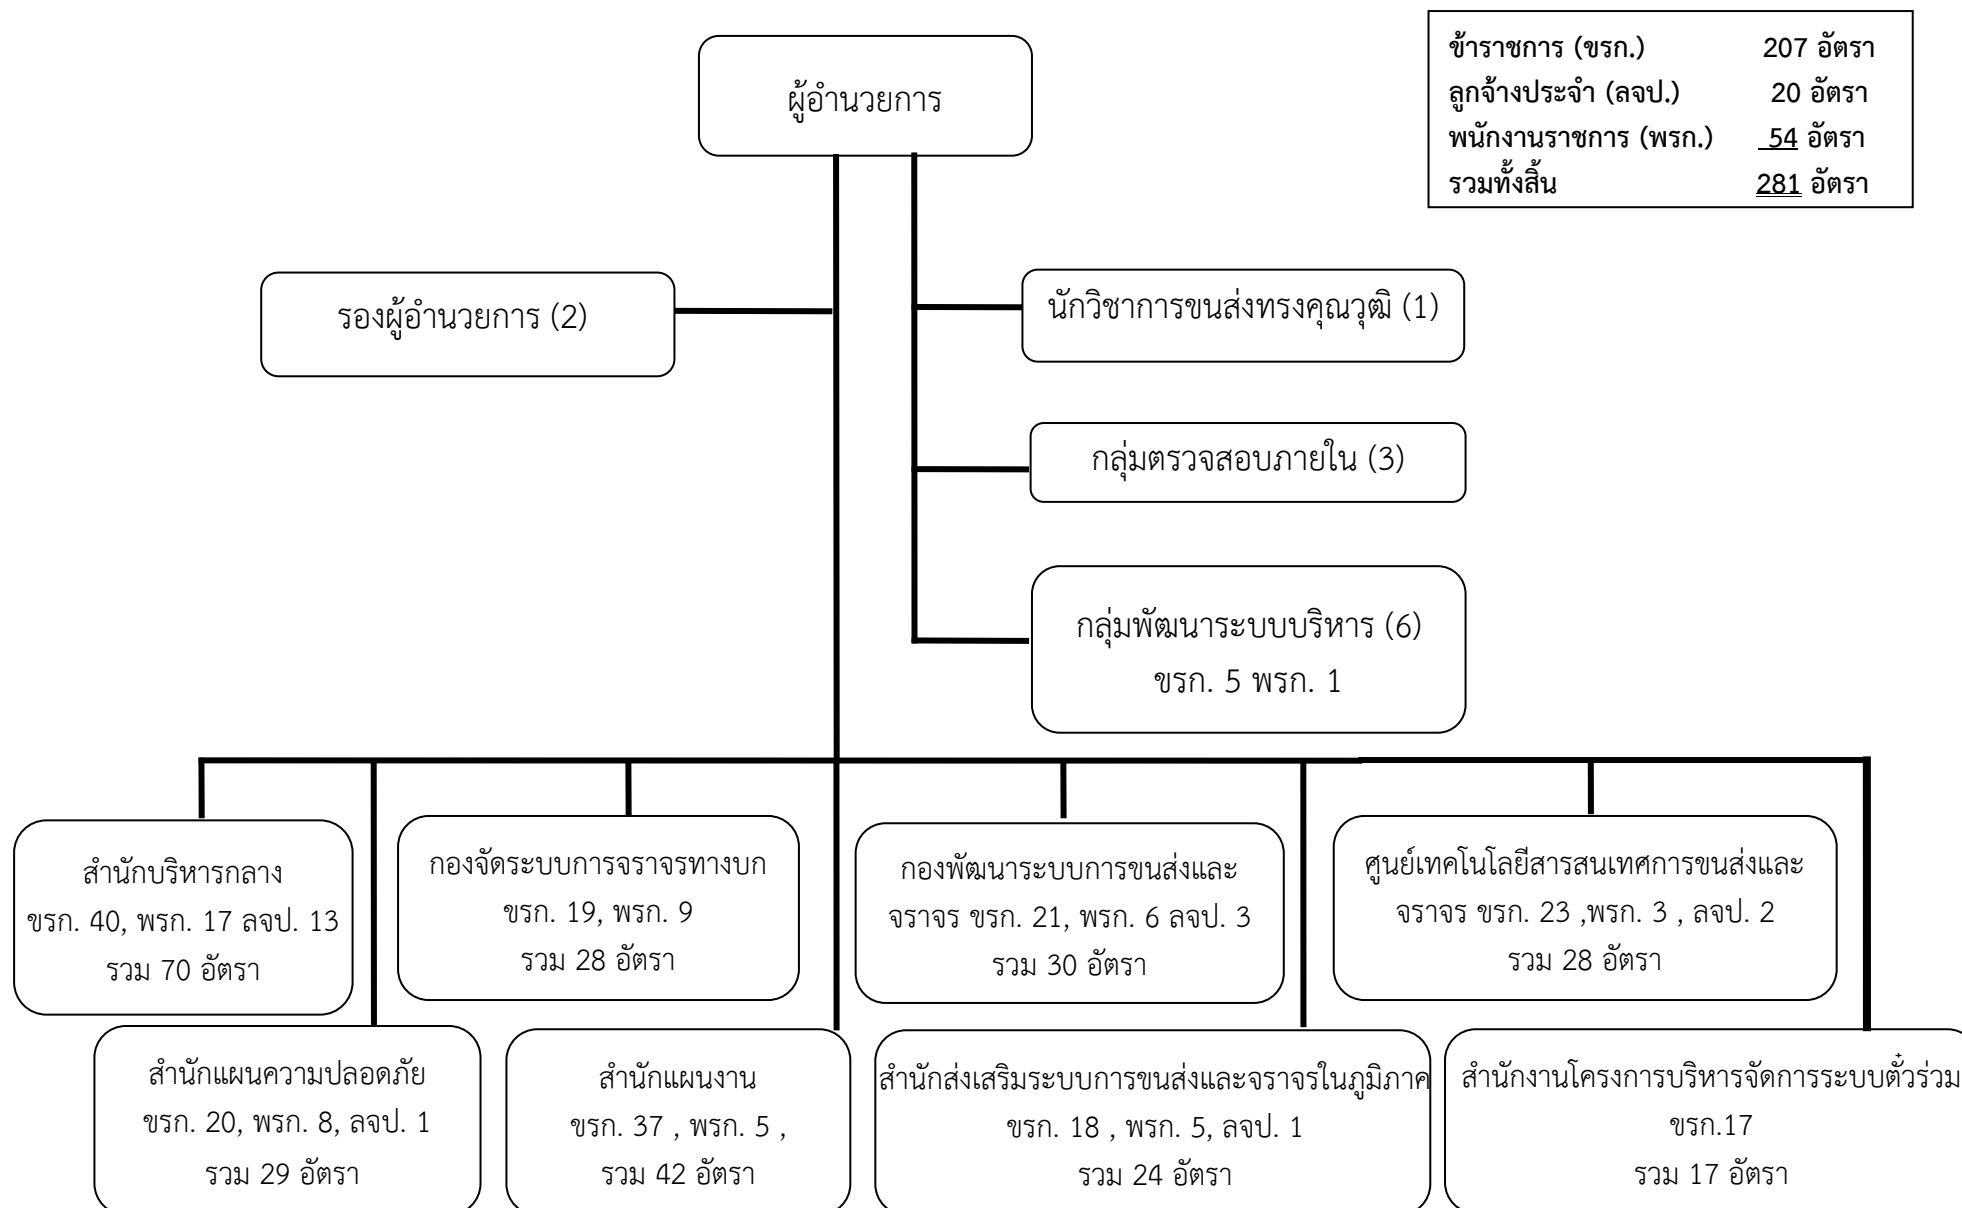 ข้าราชการ (ขรก.) 207 อัตรา
ลูกจ้างประจำ (ลจป.) 20 อัตรา
พนักงานราชการ (พรก.) 54 อัตรา
รวมทั้งสิ้น 281 อัตรา
ผู้อำนวยการ
รองผู้อำนวยการ (2)
นักวิชาการขนส่งทรงคุณวุฒิ (1)
กลุ่มตรวจสอบภายใน (3)
กลุ่มพัฒนาระบบบริหาร (6)
ขรก. 5 พรก. 1
สำนักบริหารกลาง
ขรก. 40, พรก. 17 ลจป. 13
รวม 70 อัตรา
กองจัดระบบการจราจรทางบก
ขรก. 19, พรก. 9
รวม 28 อัตรา
กองพัฒนาระบบการขนส่งและ
จราจร ขรก. 21, พรก. 6 ลจป. 3
รวม 30 อัตรา
ศูนย์เทคโนโลยีสารสนเทศการขนส่งและ
จราจร ขรก. 23 ,พรก. 3 , ลจป. 2
รวม 28 อัตรา
สำนักแผนความปลอดภัย
ขรก. 20, พรก. 8, ลจป. 1
รวม 29 อัตรา
สำนักแผนงาน
ขรก. 37 , พรก. 5 ,
รวม 42 อัตรา
สำนักส่งเสริมระบบการขนส่งและจราจรในภูมิภาค
ขรก. 18 , พรก. 5, ลจป. 1
รวม 24 อัตรา
สำนักงานโครงการบริหารจัดการระบบตั๋วร่วม
ขรก.17
รวม 17 อัตรา